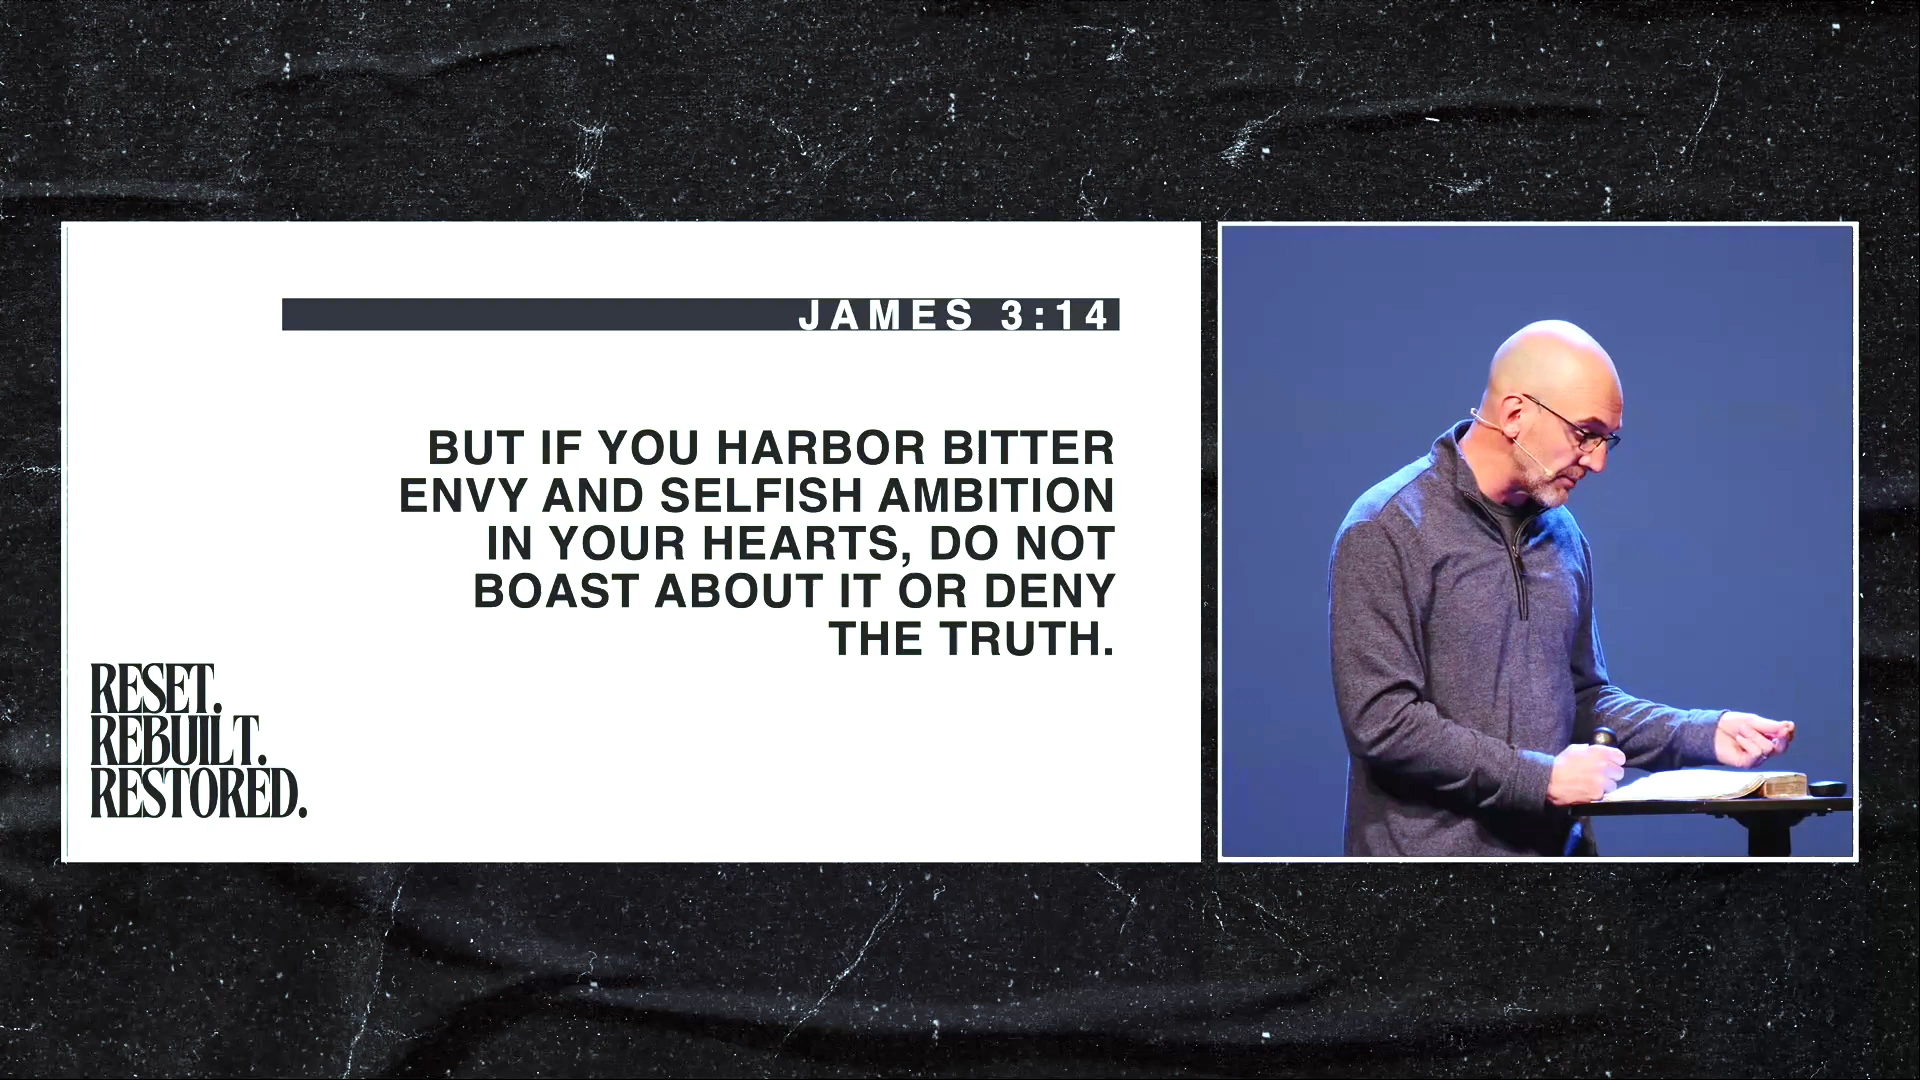 JAMES 3:14
BUT IF YOU HARBOR BITTER
ENVY AND SELFISH AMBITION
IN YOUR HEARTS, DO NOT
BOAST ABOUT IT OR DENY
THE TRUTH.
RESET.
REBUILT.
RESTORED.